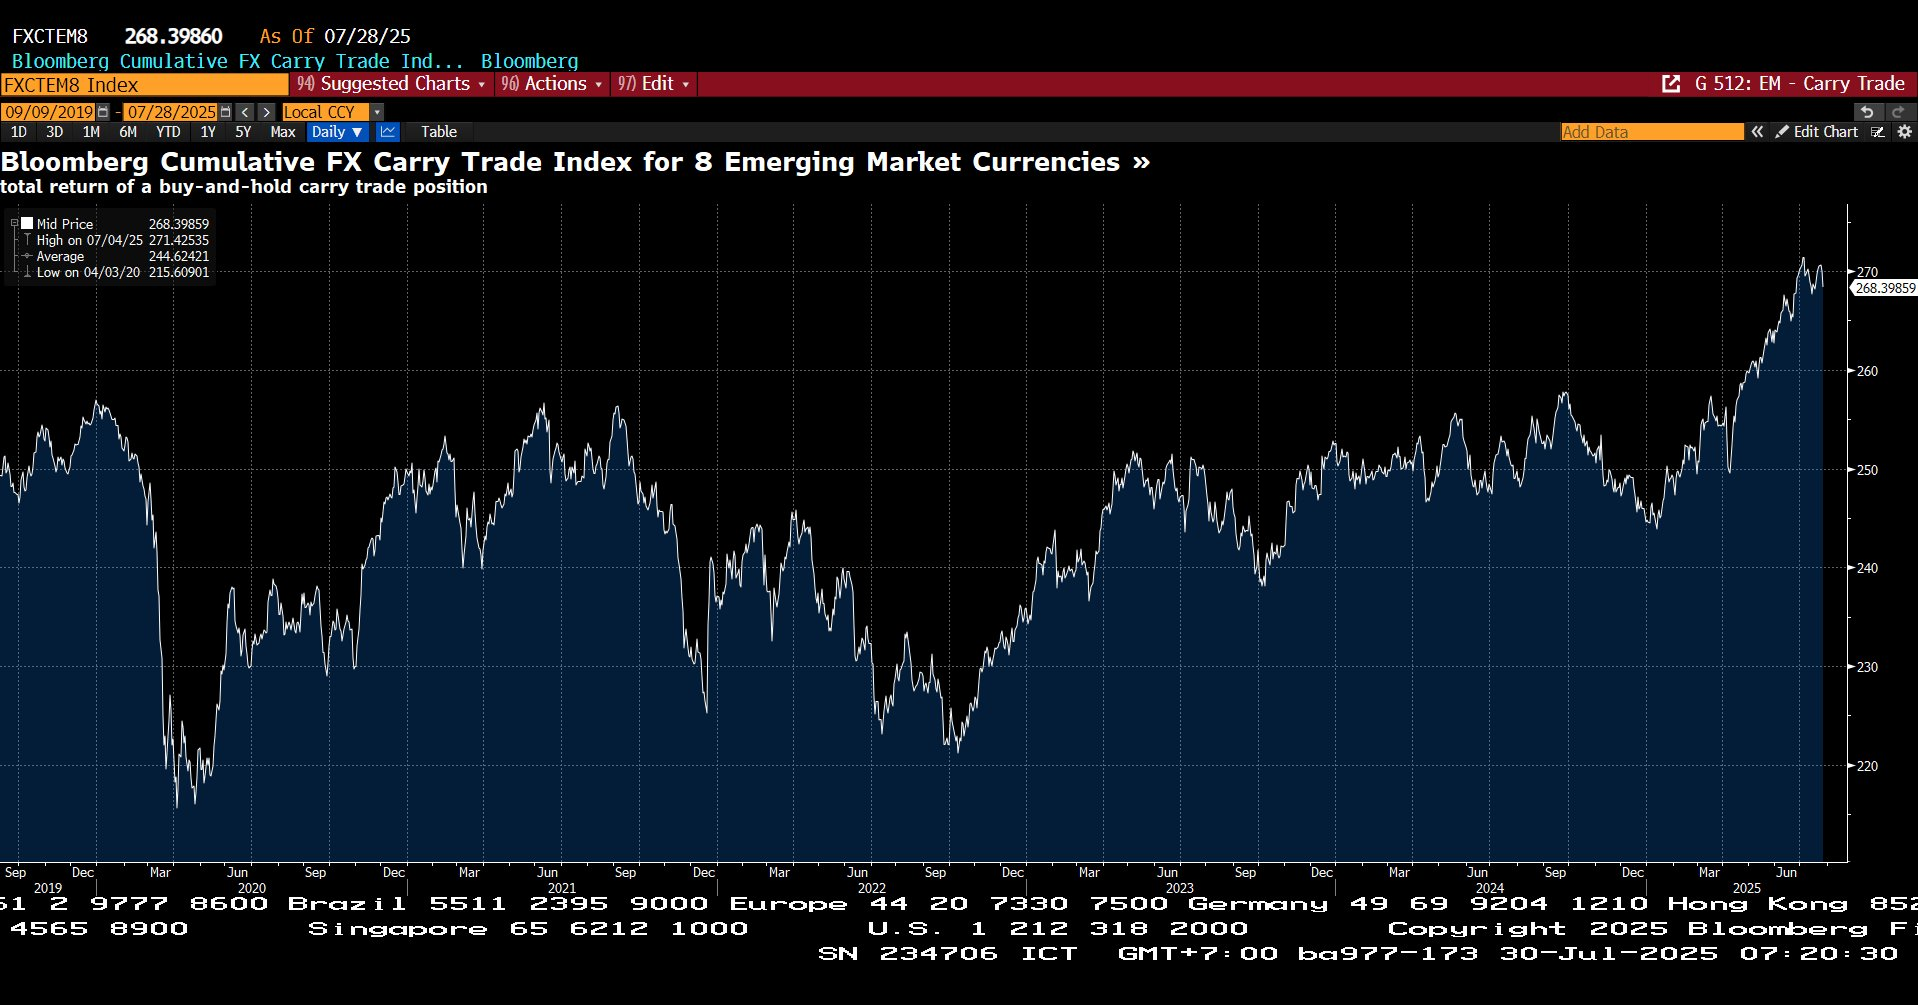 FXCTEM8 268.39860 As Of 07/28/25
Bloomberg Cumulative FX Carry Trade Ind... Bloomberg
FXCTEM8 Index 94) Suggested Charts 96) Actions 97) Edit G 512: EM - Carry Trade
09/09/2019 - 07/28/2025 < > Local CCY
1D 3D 1M 6M YTD 1Y 5Y Max Daily ▼ Table Add Data « Edit Chart
Bloomberg Cumulative FX Carry Trade Index for 8 Emerging Market Currencies »
total return of a buy-and-hold carry trade position
Mid Price 268.39859
High on 07/04/25 271.42535
Average 244.62421
Low on 04/03/20 215.60901
270
268.39859
260
250
240
230
220
Sep Dec Mar Jun Sep Dec Mar Jun Sep Dec Mar Jun Sep Dec Mar Jun Sep Dec Mar Jun Sep Dec Mar Jun
2019 2020 2021 2022 2023 2024 2025
61 2 9777 8600 Brazil 5511 2395 9000 Europe 44 20 7330 7500 Germany 49 69 9204 1210 Hong Kong 852
4565 8900 Singapore 65 6212 1000 U.S. 1 212 318 2000 Copyright 2025 Bloomberg Fi
SN 234706 ICT GMT+7:00 ba977-173 30-Jul-2025 07:20:30